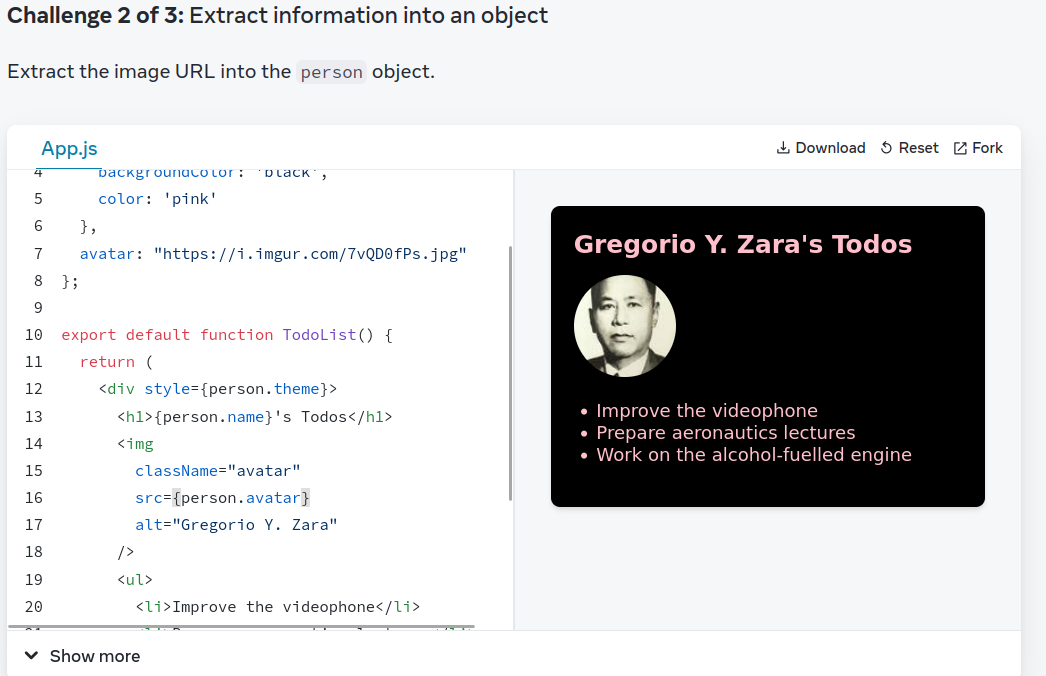 Challenge 2 of 3: Extract information into an object
Extract the image URL into the person object.
App.js
Download
Reset
Fork
4 backgroundColor: 'black',
5 color: 'pink'
6 },
7 avatar: "https://i.imgur.com/7vQD0fPs.jpg"
8 };
9
10 export default function TodoList() {
11 return (
12 <div style={person.theme}>
13 <h1>{person.name}'s Todos</h1>
14 <img
15 className="avatar"
16 src={person.avatar}
17 alt="Gregorio Y. Zara"
18 />
19 <ul>
20 <li>Improve the videophone</li>
Gregorio Y. Zara's Todos
Improve the videophone
Prepare aeronautics lectures
Work on the alcohol-fuelled engine
Show more